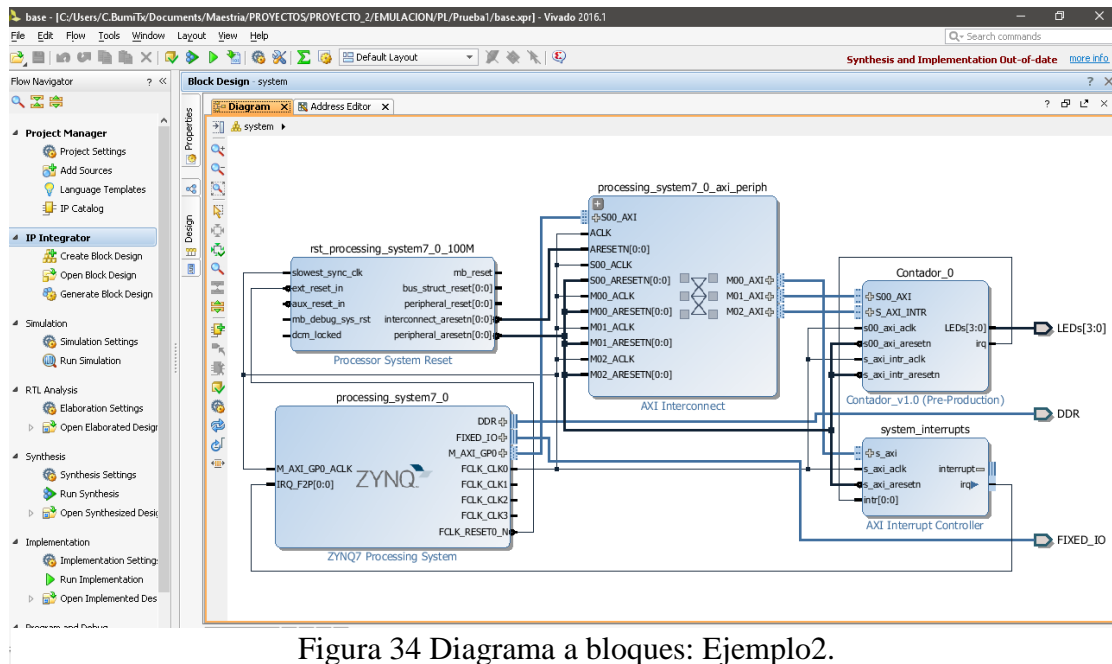 base - [C:/Users/C.BumiTx/Documents/Maestria/PROYECTOS/PROYECTO_2/EMULACION/PL/Prueba1/base.xpr] - Vivado 2016.1
File Edit Flow Tools Window Layout View Help
Search commands
Default Layout
Synthesis and Implementation Out-of-date more info
Flow Navigator
Block Design - system
Diagram
Address Editor
system
Properties
Design
Project Manager
Project Settings
Add Sources
Language Templates
IP Catalog
IP Integrator
Create Block Design
Open Block Design
Generate Block Design
Simulation
Simulation Settings
Run Simulation
RTL Analysis
Elaboration Settings
Open Elaborated Design
Synthesis
Synthesis Settings
Run Synthesis
Open Synthesized Desig
Implementation
Implementation Setting:
Run Implementation
Open Implemented Des
Program and Debug
rst_processing_system7_0_100M
slowest_sync_clk mb_reset
ext_reset_in bus_struct_reset[0:0]
aux_reset_in peripheral_reset[0:0]
mb_debug_sys_rst interconnect_aresetn[0:0]
dcm_locked peripheral_aresetn[0:0]
Processor System Reset
processing_system7_0
DDR
FIXED_IO
M_AXI_GP0
M_AXI_GP0_ACLK FCLK_CLK0
IRQ_F2P[0:0] ZYNQ FCLK_CLK1
FCLK_CLK2
FCLK_CLK3
FCLK_RESET0_N
ZYNQ7 Processing System
processing_system7_0_axi_periph
S00_AXI
ACLK
ARESETN[0:0]
S00_ACLK
S00_ARESETN[0:0] M00_AXI
M00_ACLK M01_AXI
M00_ARESETN[0:0] M02_AXI
M01_ACLK
M01_ARESETN[0:0]
M02_ACLK
M02_ARESETN[0:0]
AXI Interconnect
Contador_0
S00_AXI
S_AXI_INTR
s00_axi_aclk LEDs[3:0]
s00_axi_aresetn irq
s_axi_intr_aclk
s_axi_intr_aresetn
Contador_v1.0 (Pre-Production)
system_interrupts
s_axi
s_axi_aclk interrupt
s_axi_aresetn irq
intr[0:0]
AXI Interrupt Controller
LEDs[3:0]
DDR
FIXED_IO
Figura 34 Diagrama a bloques: Ejemplo2.